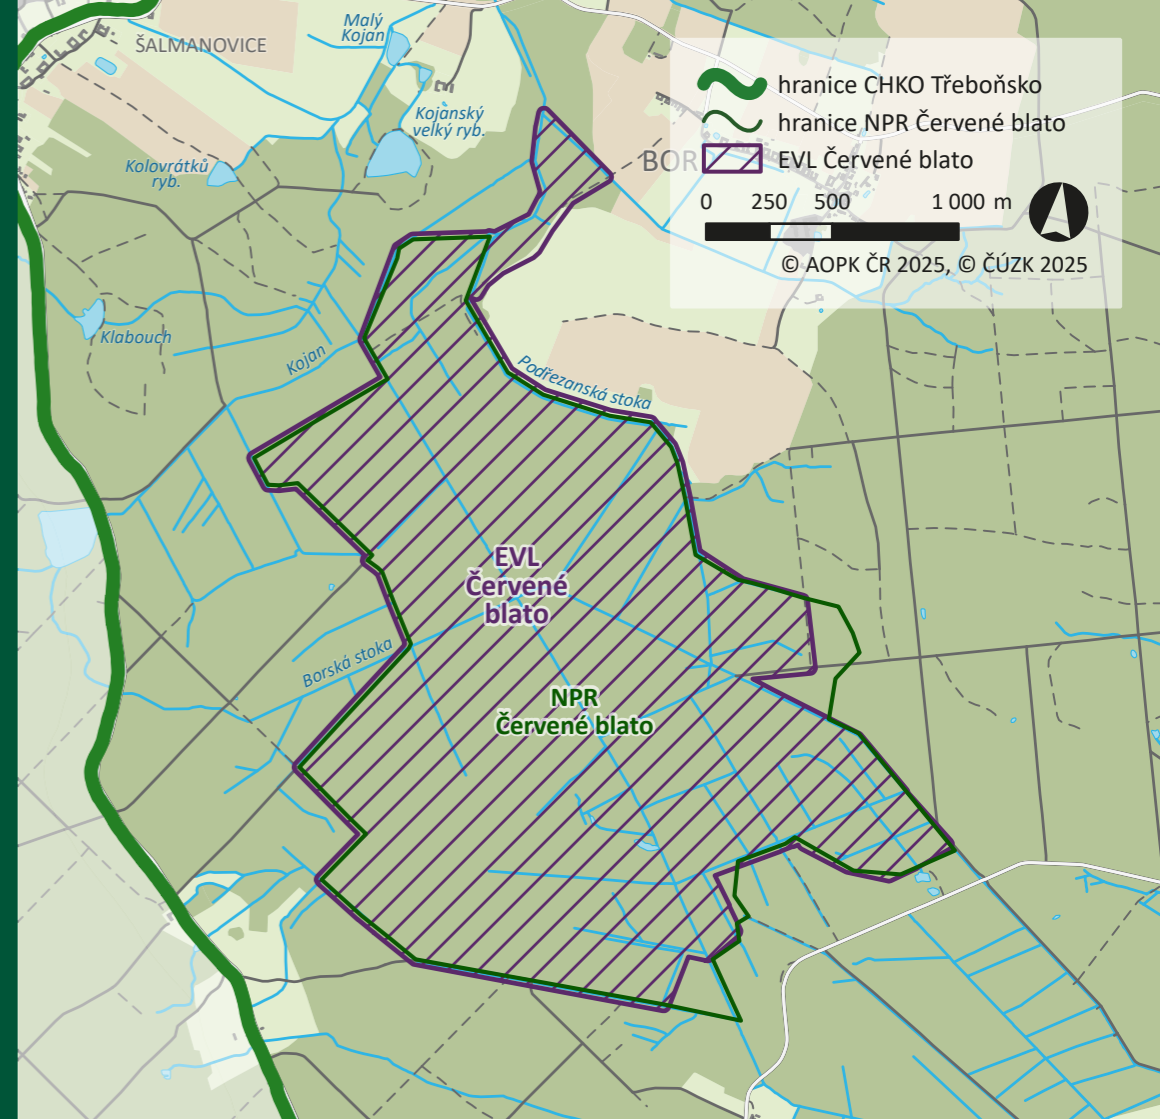 Malý
Kojan
ŠALMANOVICE
Kojanský
velký ryb.
Kolovrátků
ryb.
BOR
hranice CHKO Třeboňsko
hranice NPR Červené blato
EVL Červené blato
0 250 500 1 000 m
© AOPK ČR 2025, © ČÚZK 2025
Klabouch
Kojan
Podřezanská stoka
EVL
Červené
blato
Borská stoka
NPR
Červené blato